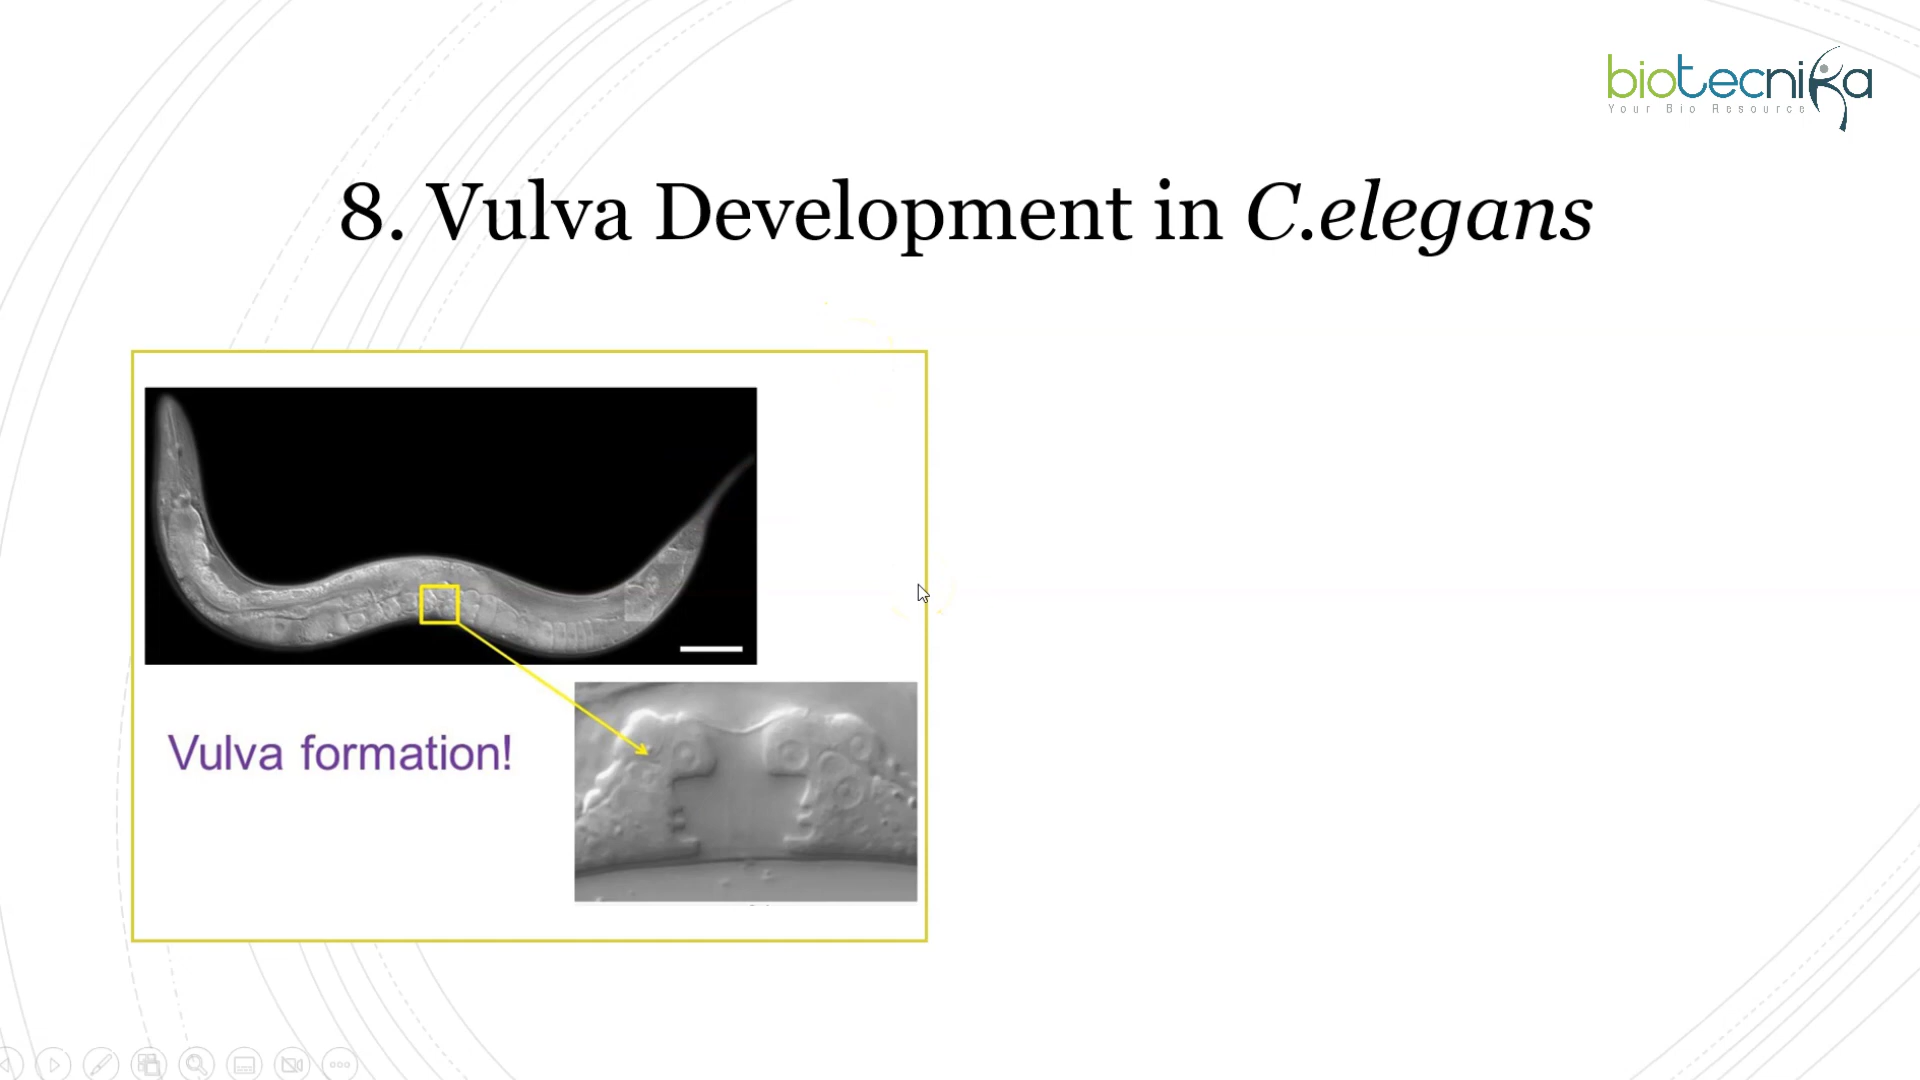 biotecnika
Your Bio Resource
8. Vulva Development in C.elegans
Vulva formation!